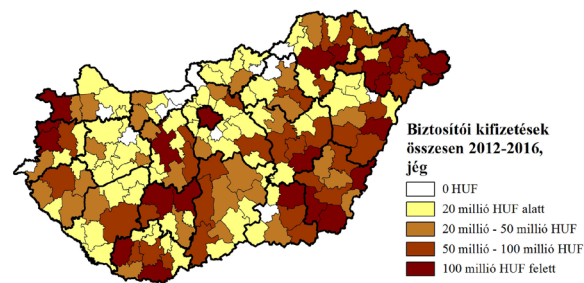 Biztosítói kifizetések
összesen 2012-2016,
jég
0 HUF
20 millió HUF alatt
20 millió - 50 millió HUF
50 millió - 100 millió HUF
100 millió HUF felett